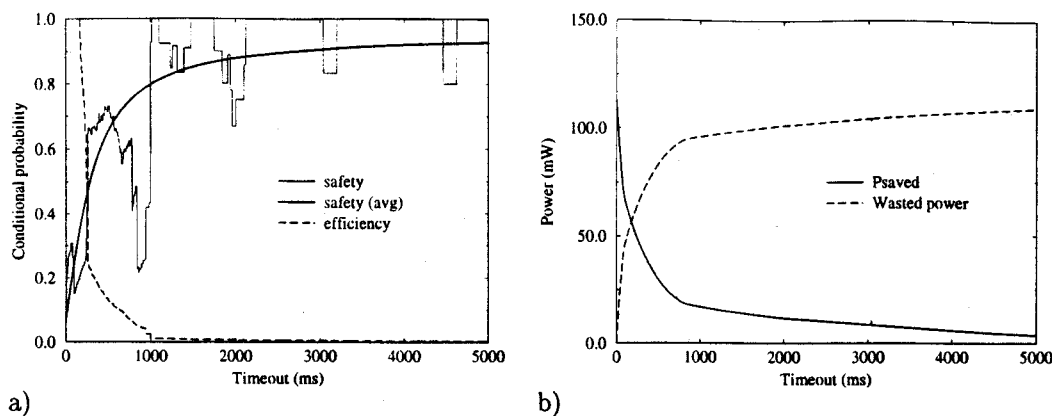 1.0
0.8
0.6
0.4
0.2
0.0
Conditional probability
safety
safety (avg)
efficiency
0 1000 2000 3000 4000 5000
Timeout (ms)
a)
150.0
100.0
50.0
0.0
Power (mW)
Psaved
Wasted power
0 1000 2000 3000 4000 5000
Timeout (ms)
b)